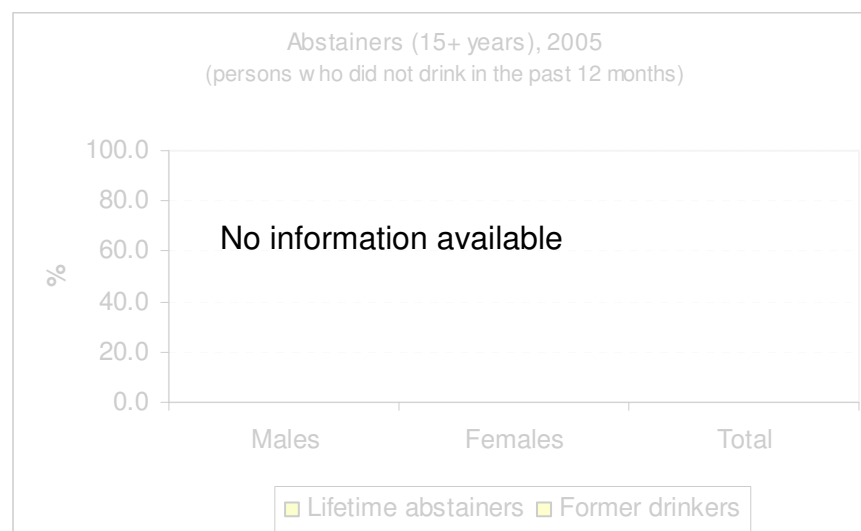 Abstainers (15+ years), 2005
(persons who did not drink in the past 12 months)
100.0
80.0
60.0
40.0
20.0
0.0
%
No information available
Males Females Total
Lifetime abstainers Former drinkers